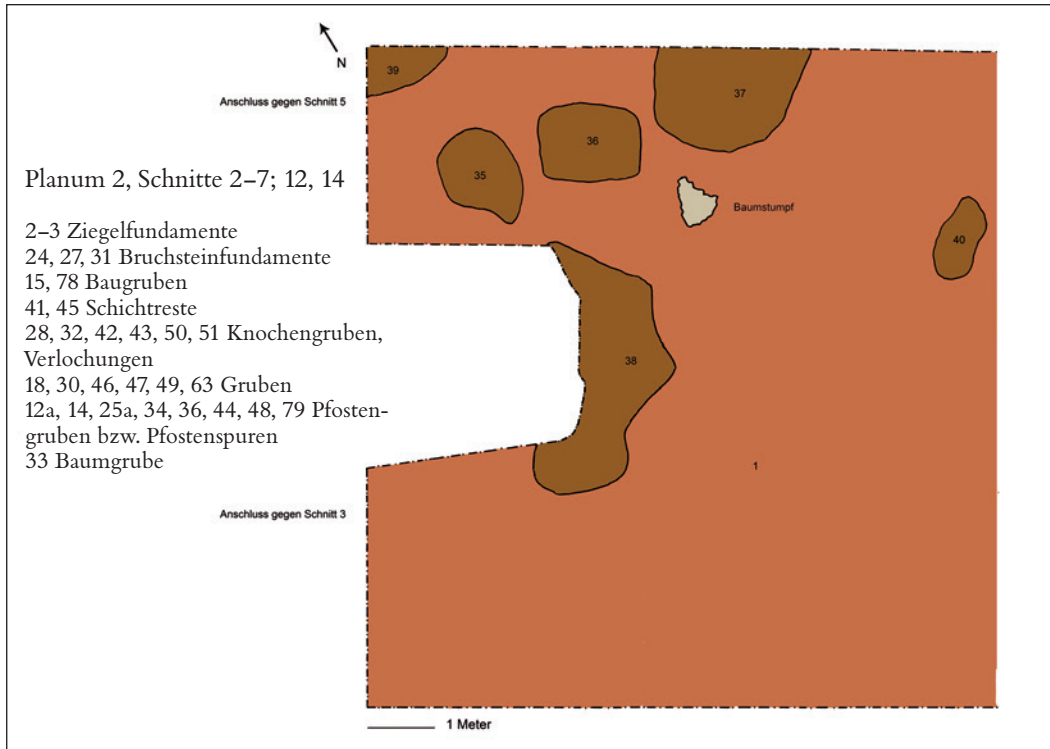 N
39
37
Anschluss gegen Schnitt 5
36
35
Planum 2, Schnitte 2–7; 12, 14
Baumstumpf
2–3 Ziegelfundamente
24, 27, 31 Bruchsteinfundamente
15, 78 Baugruben
41, 45 Schichtreste
28, 32, 42, 43, 50, 51 Knochengruben,
Verlochungen
18, 30, 46, 47, 49, 63 Gruben
12a, 14, 25a, 34, 36, 44, 48, 79 Pfosten-
gruben bzw. Pfostenspuren
33 Baumgrube
40
38
1
Anschluss gegen Schnitt 3
1 Meter